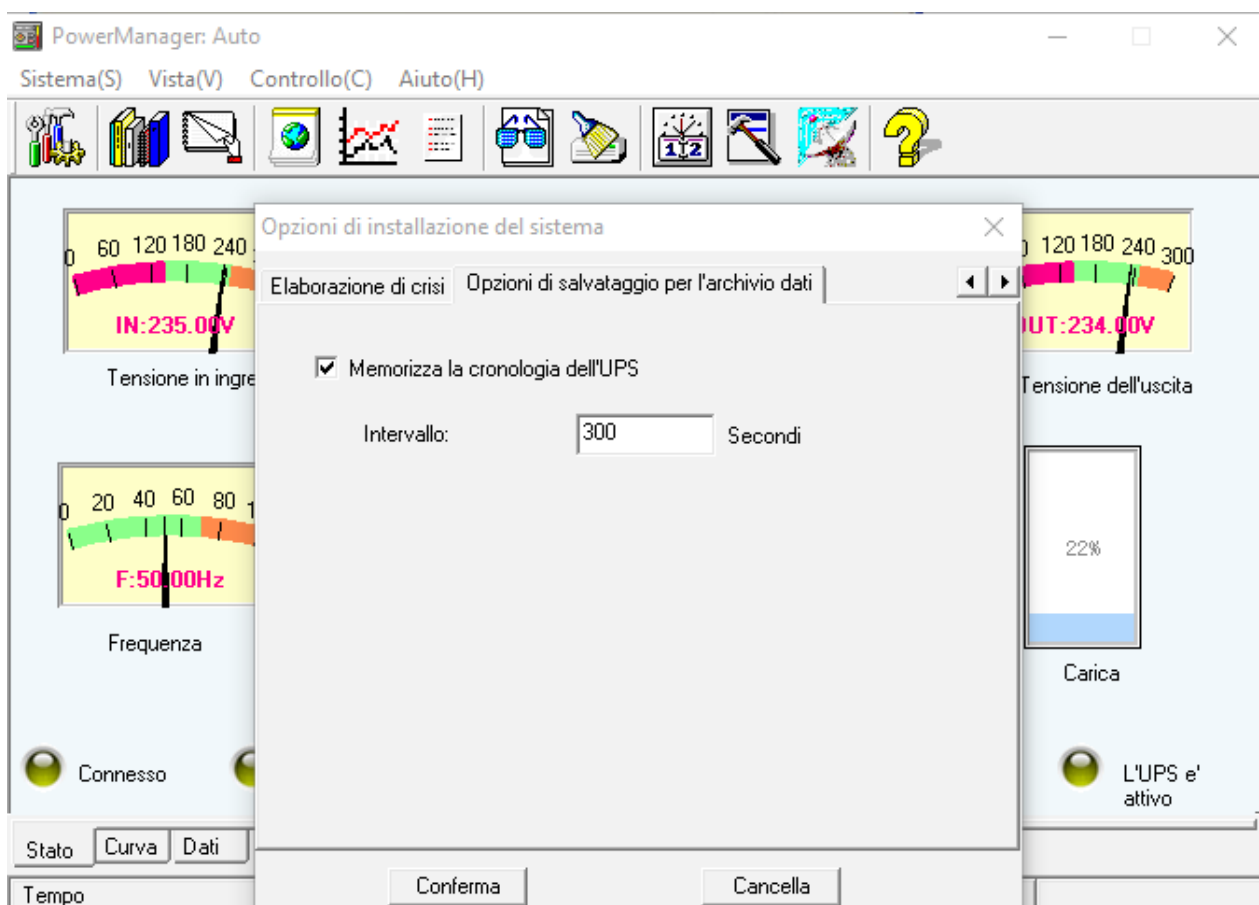 PowerManager: Auto
Sistema(S) Vista(V) Controllo(C) Aiuto(H)
Opzioni di installazione del sistema
Elaborazione di crisi
Opzioni di salvataggio per l'archivio dati
0 60 120 180 240
IN:235.00V
Tensione in ingre
120 180 240 300
OUT:234.00V
Tensione dell'uscita
Memorizza la cronologia dell'UPS
Intervallo: 300 Secondi
0 20 40 60 80
F:50.00Hz
Frequenza
22%
Carica
Connesso
L'UPS e'
attivo
Stato Curva Dati
Conferma Cancella
Tempo